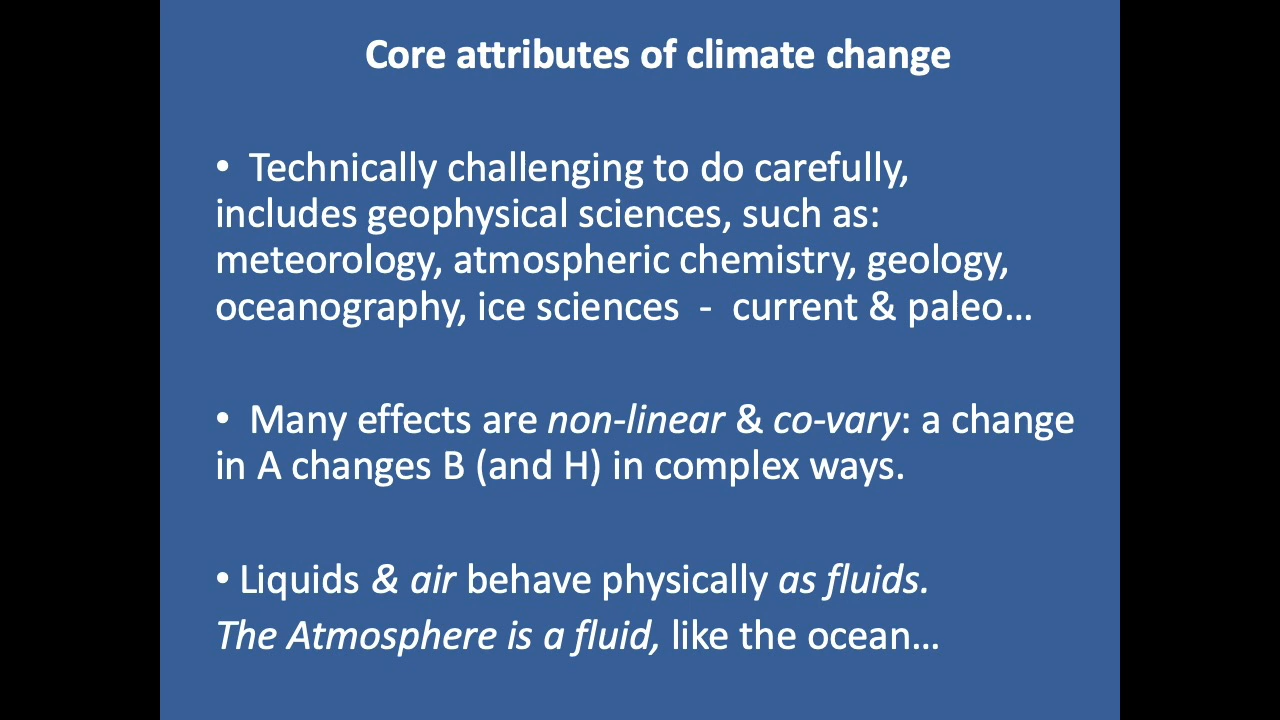 Core attributes of climate change
• Technically challenging to do carefully,
includes geophysical sciences, such as:
meteorology, atmospheric chemistry, geology,
oceanography, ice sciences - current & paleo…
• Many effects are non-linear & co-vary: a change
in A changes B (and H) in complex ways.
• Liquids & air behave physically as fluids.
The Atmosphere is a fluid, like the ocean…